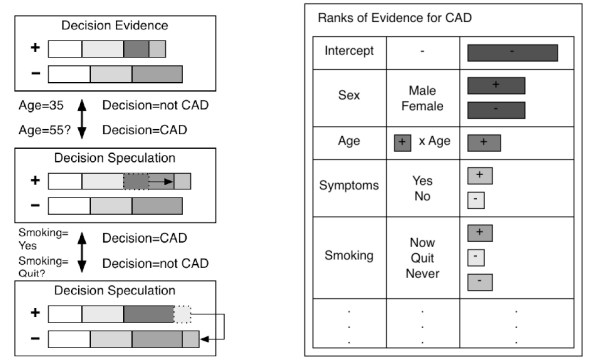 Decision Evidence
+
−
Age=35 Decision=not CAD
Age=55? Decision=CAD
Decision Speculation
+
−
Smoking=
Yes
Decision=CAD
Smoking=
Quit?
Decision=not CAD
Decision Speculation
+
−
Ranks of Evidence for CAD
Intercept - -
Sex
Male +
Female -
Age + x Age +
Symptoms
Yes +
No -
Smoking
Now +
Quit -
Never -
. . .
. . .
. . .